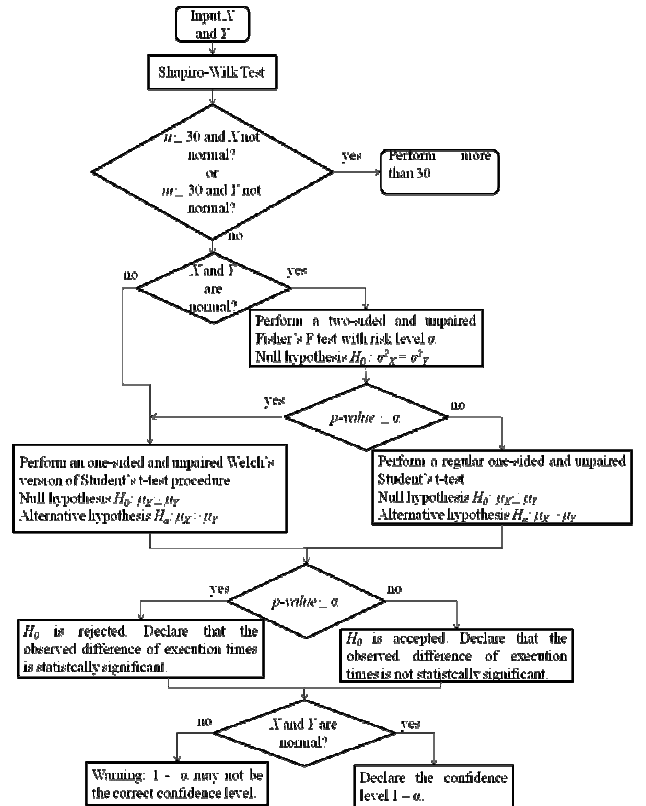 Input X
and Y
Shapiro-Wilk Test
n ≤ 30 and X not
normal?
or
m ≤ 30 and Y not
normal?
yes
Perform more
than 30
no
X and Y
are
normal?
no
yes
Perform a two-sided and unpaired
Fisher's F test with risk level α
Null hypothesis H₀ : σ²X = σ²Y
p-value ≤ α
yes
no
Perform an one-sided and unpaired Welch's
version of Student's t-test procedure
Null hypothesis H₀: μX ≤ μY
Alternative hypothesis Hₐ: μX > μY
Perform a regular one-sided and unpaired
Student's t-test
Null hypothesis H₀: μX ≤ μY
Alternative hypothesis Hₐ: μX > μY
p-value ≤ α
yes
no
H₀ is rejected. Declare that the
observed difference of execution times
is statistcally significant.
H₀ is accepted. Declare that the
observed difference of execution
times is not statistcally significant.
X and Y are
normal?
no
yes
Warning: 1 - α may not be
the correct confidence level.
Declare the confidence
level 1 – α.